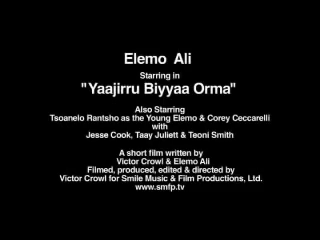 Elemo Ali
Starring in
"Yaajirru Biyyaa Orma"
Also Starring
Tsoanelo Rantsho as the Young Elemo & Corey Ceccarelli
with
Jesse Cook, Taay Juliett & Teoni Smith
A short film written by
Victor Crowl & Elemo Ali
Filmed, produced, edited & directed by
Victor Crowl for Smile Music & Film Productions, Ltd.
www.smfp.tv